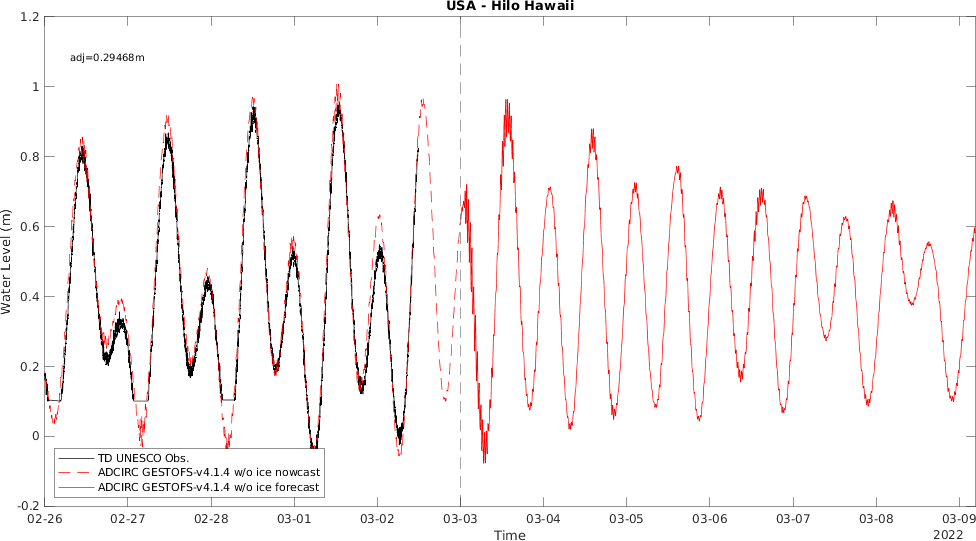 USA - Hilo Hawaii
1.2
adj=0.29468m
1
0.8
0.6
0.4
0.2
0
-0.2
Water Level (m)
TD UNESCO Obs.
ADCIRC GESTOFS-v4.1.4 w/o ice nowcast
ADCIRC GESTOFS-v4.1.4 w/o ice forecast
02-26 02-27 02-28 03-01 03-02 03-03 03-04 03-05 03-06 03-07 03-08 03-09
Time 2022